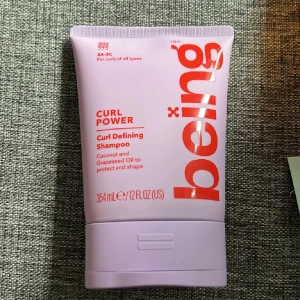 2A-3C
For curls of all types
being
CURL
POWER
Curl Defining
Shampoo
Coconut and
Grapeseed Oil to
protect and shape
354 mL e/12 FL OZ (US)